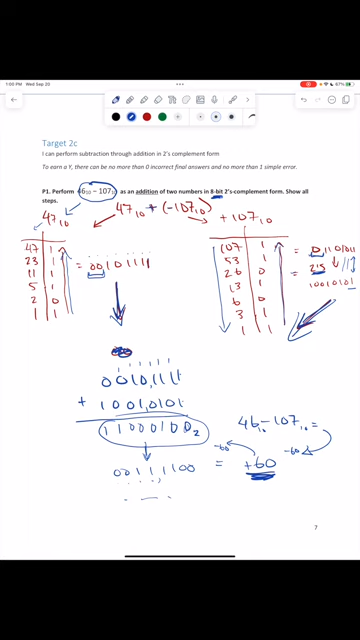 1:00 PM Wed Sep 20
Target 2c
I can perform subtraction through addition in 2's complement form
To earn a Y, there can be no more than 0 incorrect final answers and no more than 1 simple error.
P1. Perform 46₁₀ – 107₁₀ as an addition of two numbers in 8-bit 2's-complement form. Show all
steps.
47₁₀ + (-107₁₀)
47₁₀
+107₁₀
47 1
23 1
11 1
5 1
2 0
1 1
= 00101111
107 1
53 1
26 0
13 1
6 0
3 1
1 1
= 01101011
= 2'S
10010101
00101111
+ 10010101
11000100₂
00111100 = +60
46₁₀ - 107₁₀ =
-60
-60
7